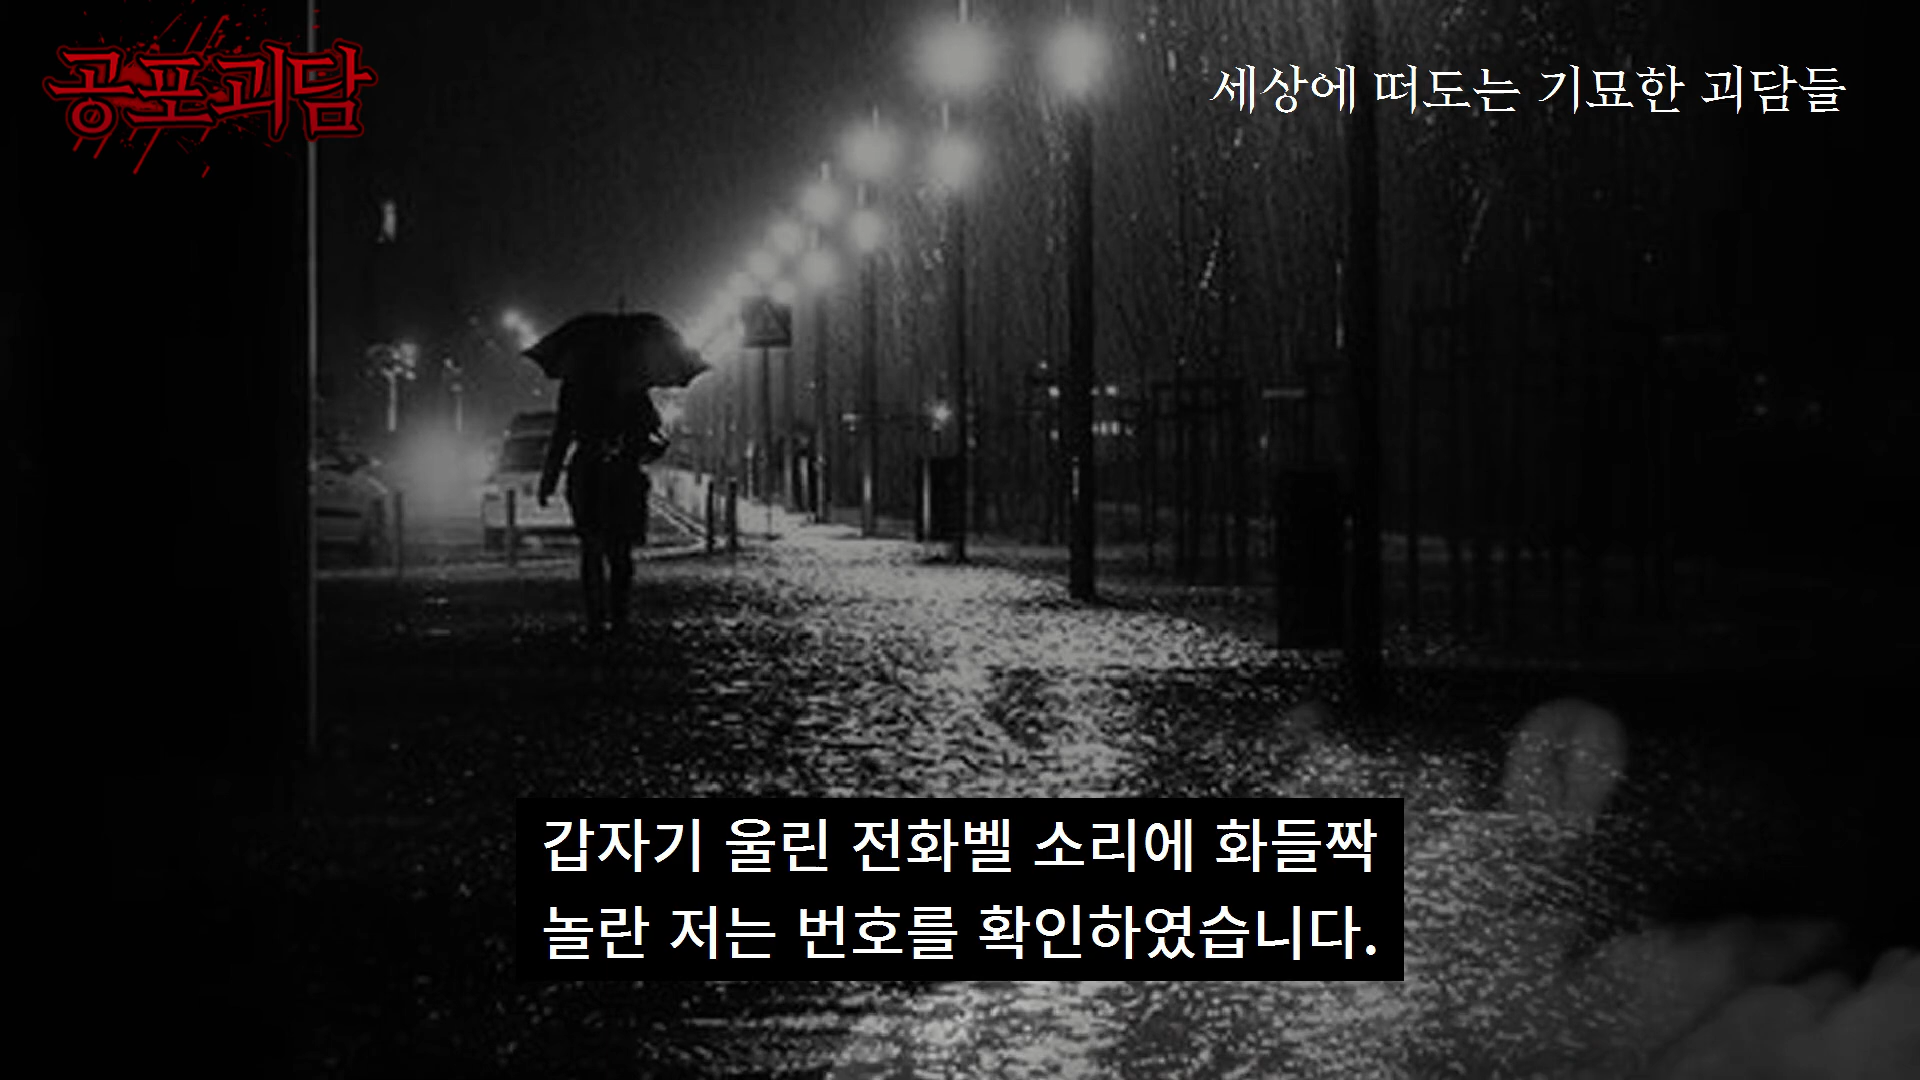 공포괴담
세상에 떠도는 기묘한 괴담들
갑자기 울린 전화벨 소리에 화들짝
놀란 저는 번호를 확인하였습니다.